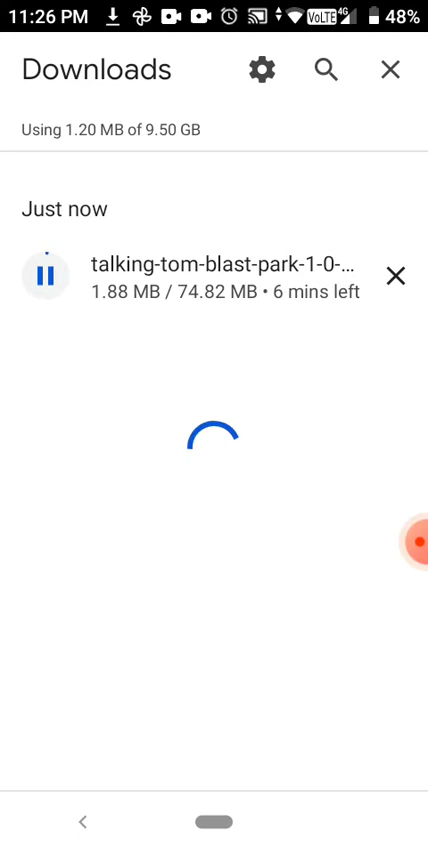 11:26 PM VoLTE 4G 48%
Downloads
Using 1.20 MB of 9.50 GB
Just now
talking-tom-blast-park-1-0-...
1.88 MB / 74.82 MB • 6 mins left